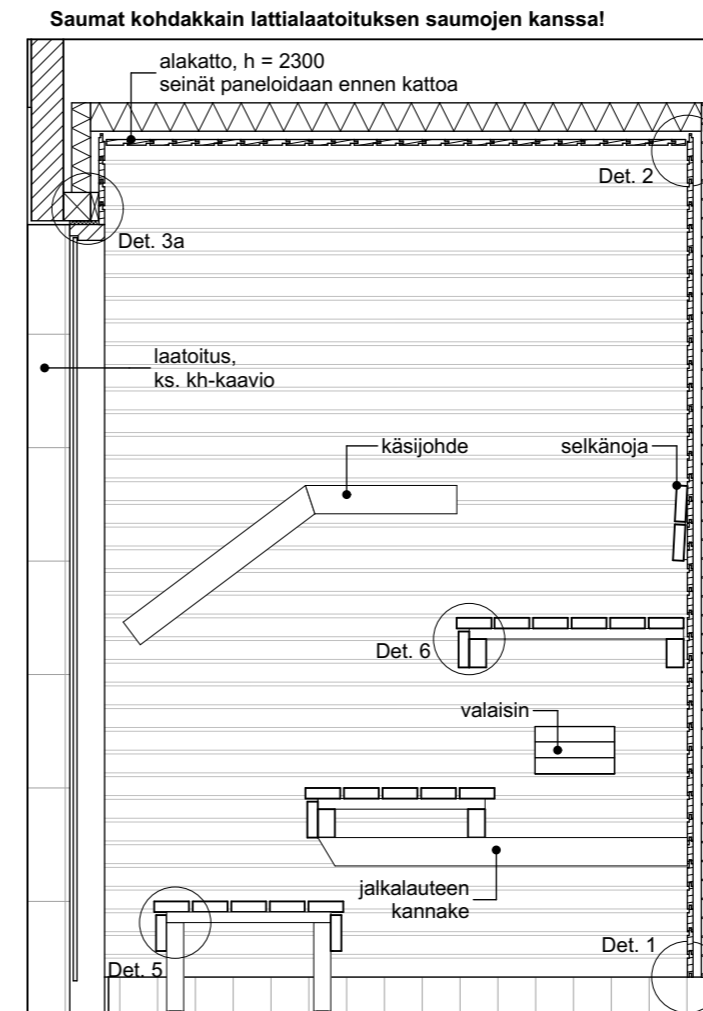 Saumat kohdakkain lattialaatoituksen saumojen kanssa!
alakatto, h = 2300
seinät paneloidaan ennen kattoa
Det. 2
Det. 3a
laatoitus,
ks. kh-kaavio
käsijohde
selkänoja
Det. 6
valaisin
jalkalauteen
kannake
Det. 1
Det. 5